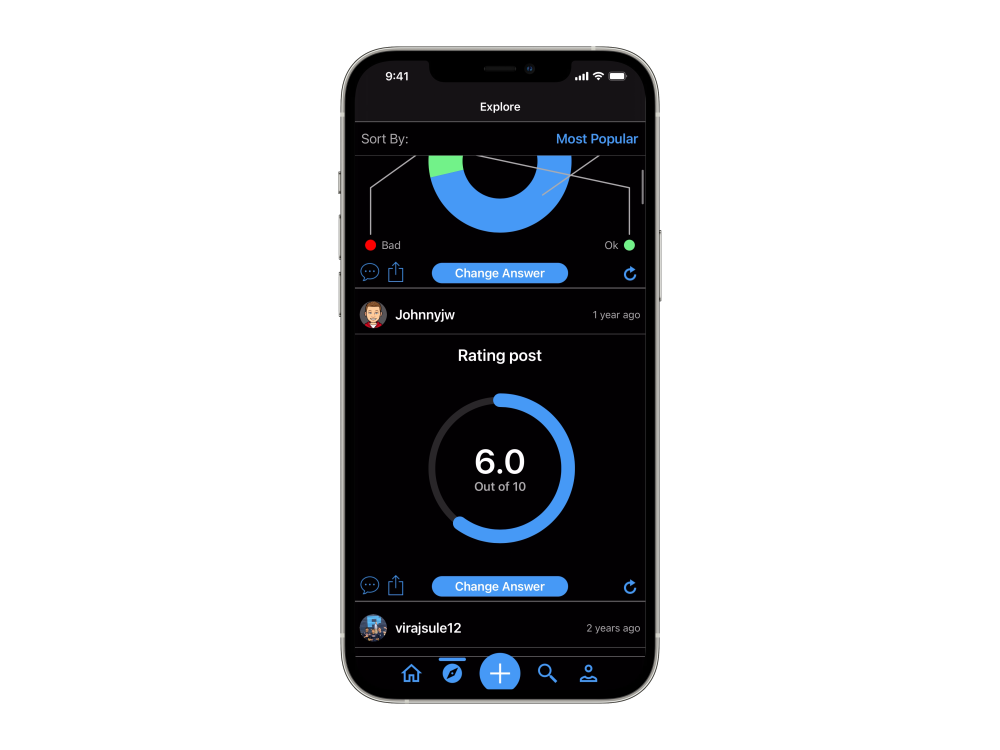 9:41
Explore
Sort By: Most Popular
Bad Ok
Change Answer
Johnnyjw 1 year ago
Rating post
6.0
Out of 10
Change Answer
virajsule12 2 years ago